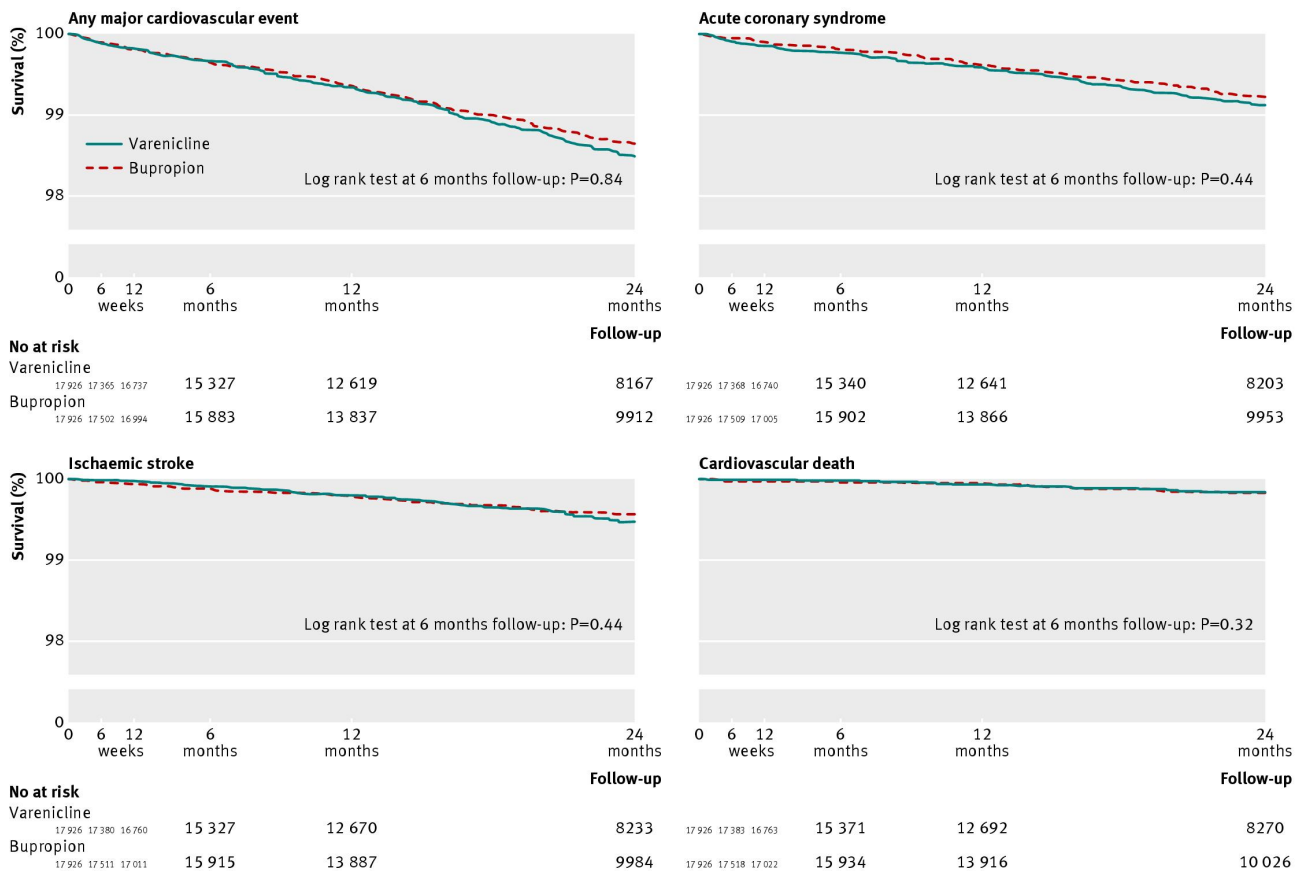 Any major cardiovascular event
Survival (%)
100
99
98
0
Varenicline
Bupropion
Log rank test at 6 months follow-up: P=0.84
0 6 12 6 12 24
weeks months months months
Follow-up
No at risk
Varenicline
17 926 17 365 16 737 15 327 12 619 8167
Bupropion
17 926 17 502 16 994 15 883 13 837 9912
Acute coronary syndrome
Log rank test at 6 months follow-up: P=0.44
0 6 12 6 12 24
weeks months months months
Follow-up
17 926 17 368 16 740 15 340 12 641 8203
17 926 17 509 17 005 15 902 13 866 9953
Ischaemic stroke
Survival (%)
100
99
98
0
Log rank test at 6 months follow-up: P=0.44
0 6 12 6 12 24
weeks months months months
Follow-up
No at risk
Varenicline
17 926 17 380 16 760 15 327 12 670 8233
Bupropion
17 926 17 511 17 011 15 915 13 887 9984
Cardiovascular death
Log rank test at 6 months follow-up: P=0.32
0 6 12 6 12 24
weeks months months months
Follow-up
17 926 17 383 16 763 15 371 12 692 8270
17 926 17 518 17 022 15 934 13 916 10 026